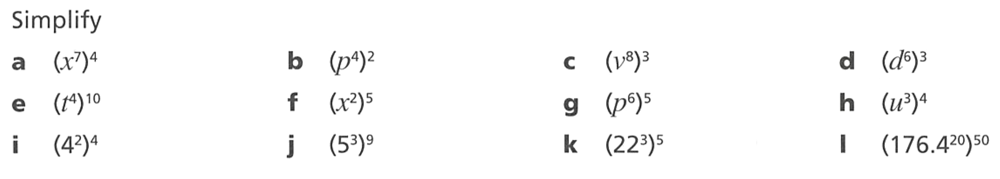 Simplify
a (x⁷)⁴ b (p⁴)² c (v⁸)³ d (d⁶)³
e (t⁴)¹⁰ f (x²)⁵ g (p⁶)⁵ h (u³)⁴
i (4²)⁴ j (5³)⁹ k (22³)⁵ l (176.4²⁰)⁵⁰